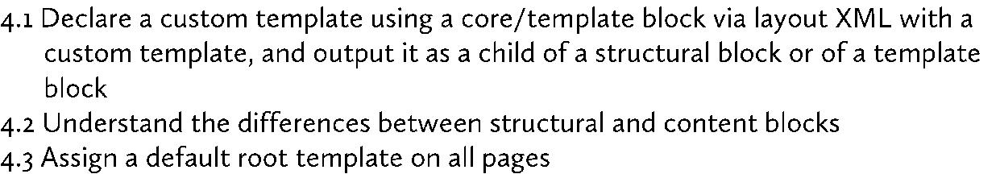 4.1 Declare a custom template using a core/template block via layout XML with a
custom template, and output it as a child of a structural block or of a template
block
4.2 Understand the differences between structural and content blocks
4.3 Assign a default root template on all pages